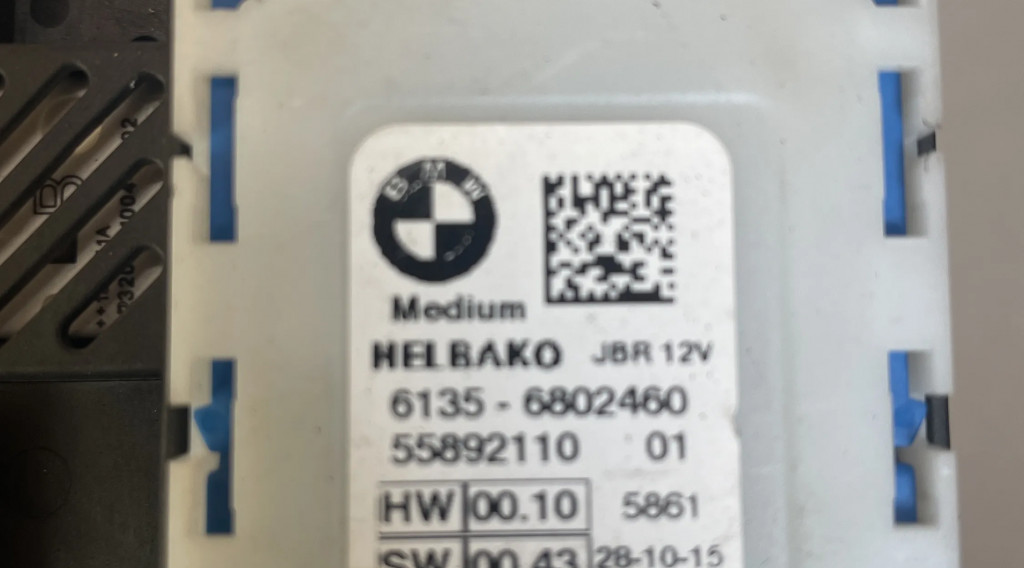 BMW
Medium
HELBAKO JBR 12V
6135 - 6802460
55892110 01
HW 00.10 5861
SW 00.43 28-10-15